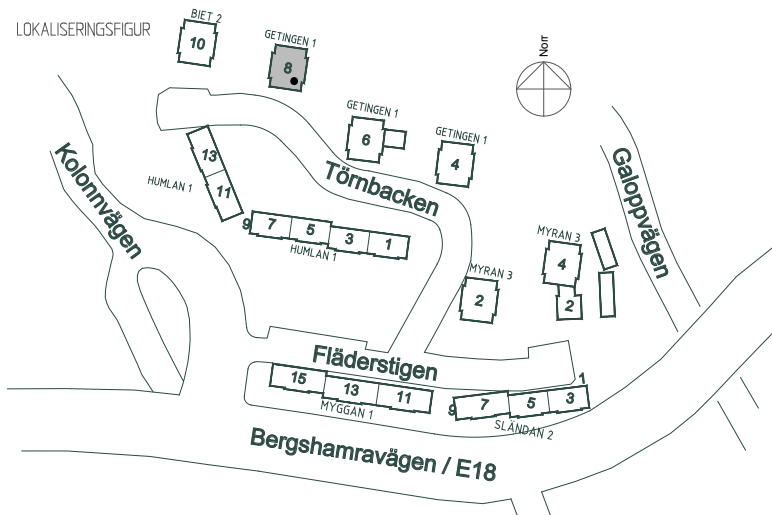 LOKALISERINGSFIGUR
BIET 2
10
GETINGEN 1
8
Norr
GETINGEN 1
6
GETINGEN 1
4
Kolonnvägen
13
11
HUMLAN 1
Törnbacken
Galoppvägen
9
7
5
3
1
HUMLAN 1
MYRAN 3
4
2
MYRAN 3
2
Fläderstigen
15
13
11
MYGGAN 1
9
7
5
3
1
SLÄNDAN 2
Bergshamravägen / E18